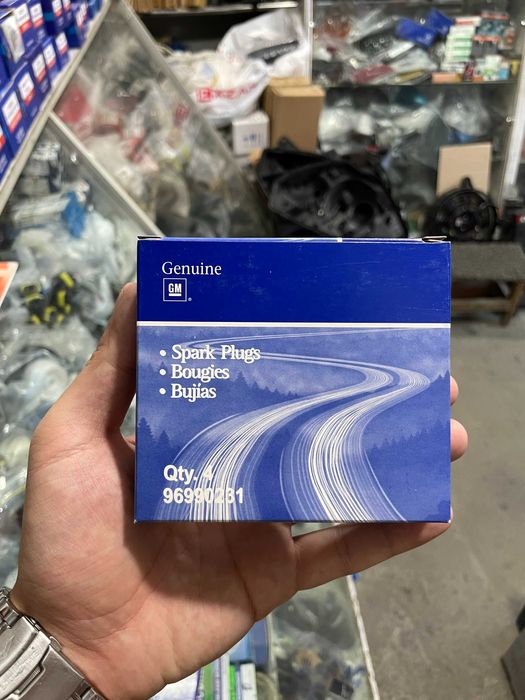 Genuine
GM
®
• Spark Plugs
• Bougies
• Bujías
Qty. 4
96990231